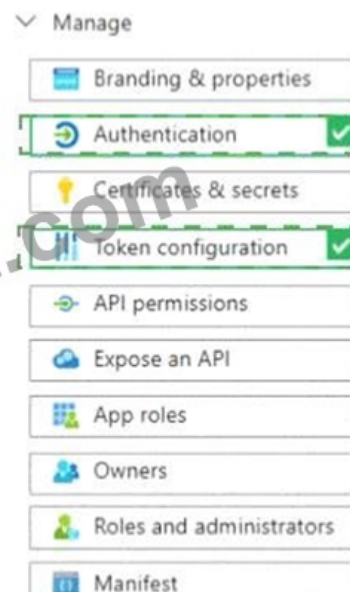 Manage
Branding & properties
Authentication
Certificates & secrets
.com
Token configuration
API permissions
Expose an API
App roles
Owners
Roles and administrators
Manifest